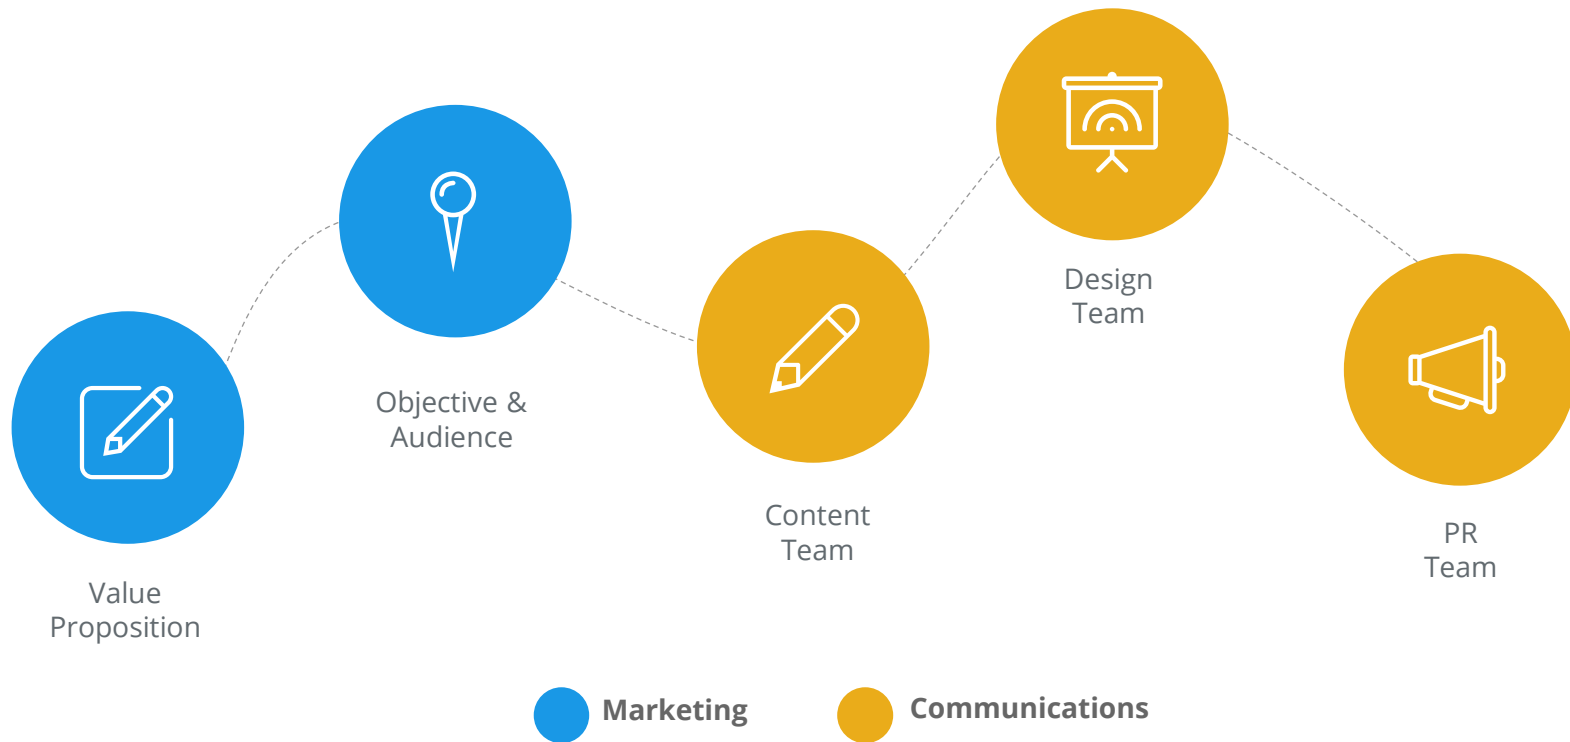 Value
Proposition
Objective &
Audience
Content
Team
Design
Team
PR
Team
Marketing
Communications